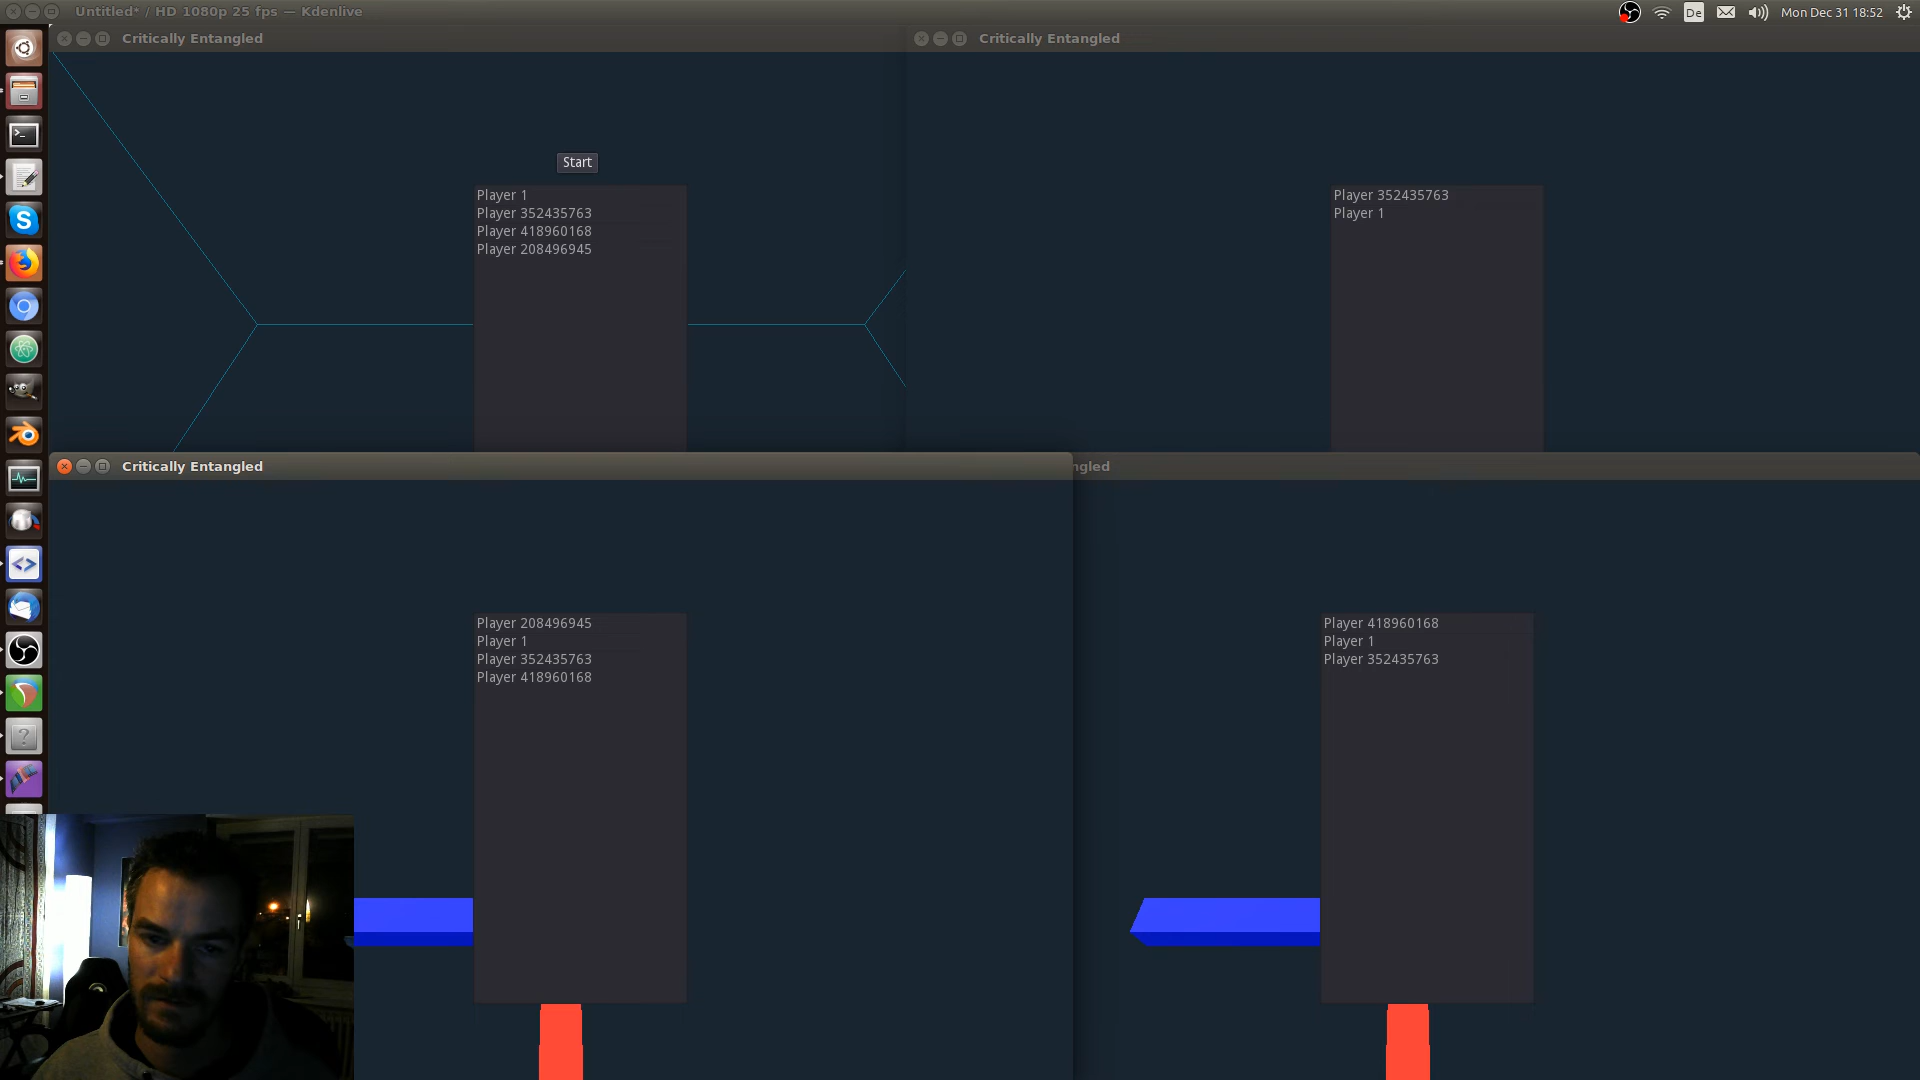 Untitled* / HD 1080p 25 fps — Kdenlive
De
Mon Dec 31 18:52
Critically Entangled
Critically Entangled
Start
Player 1
Player 352435763
Player 418960168
Player 208496945
Player 352435763
Player 1
Critically Entangled
ngled
Player 208496945
Player 1
Player 352435763
Player 418960168
Player 418960168
Player 1
Player 352435763